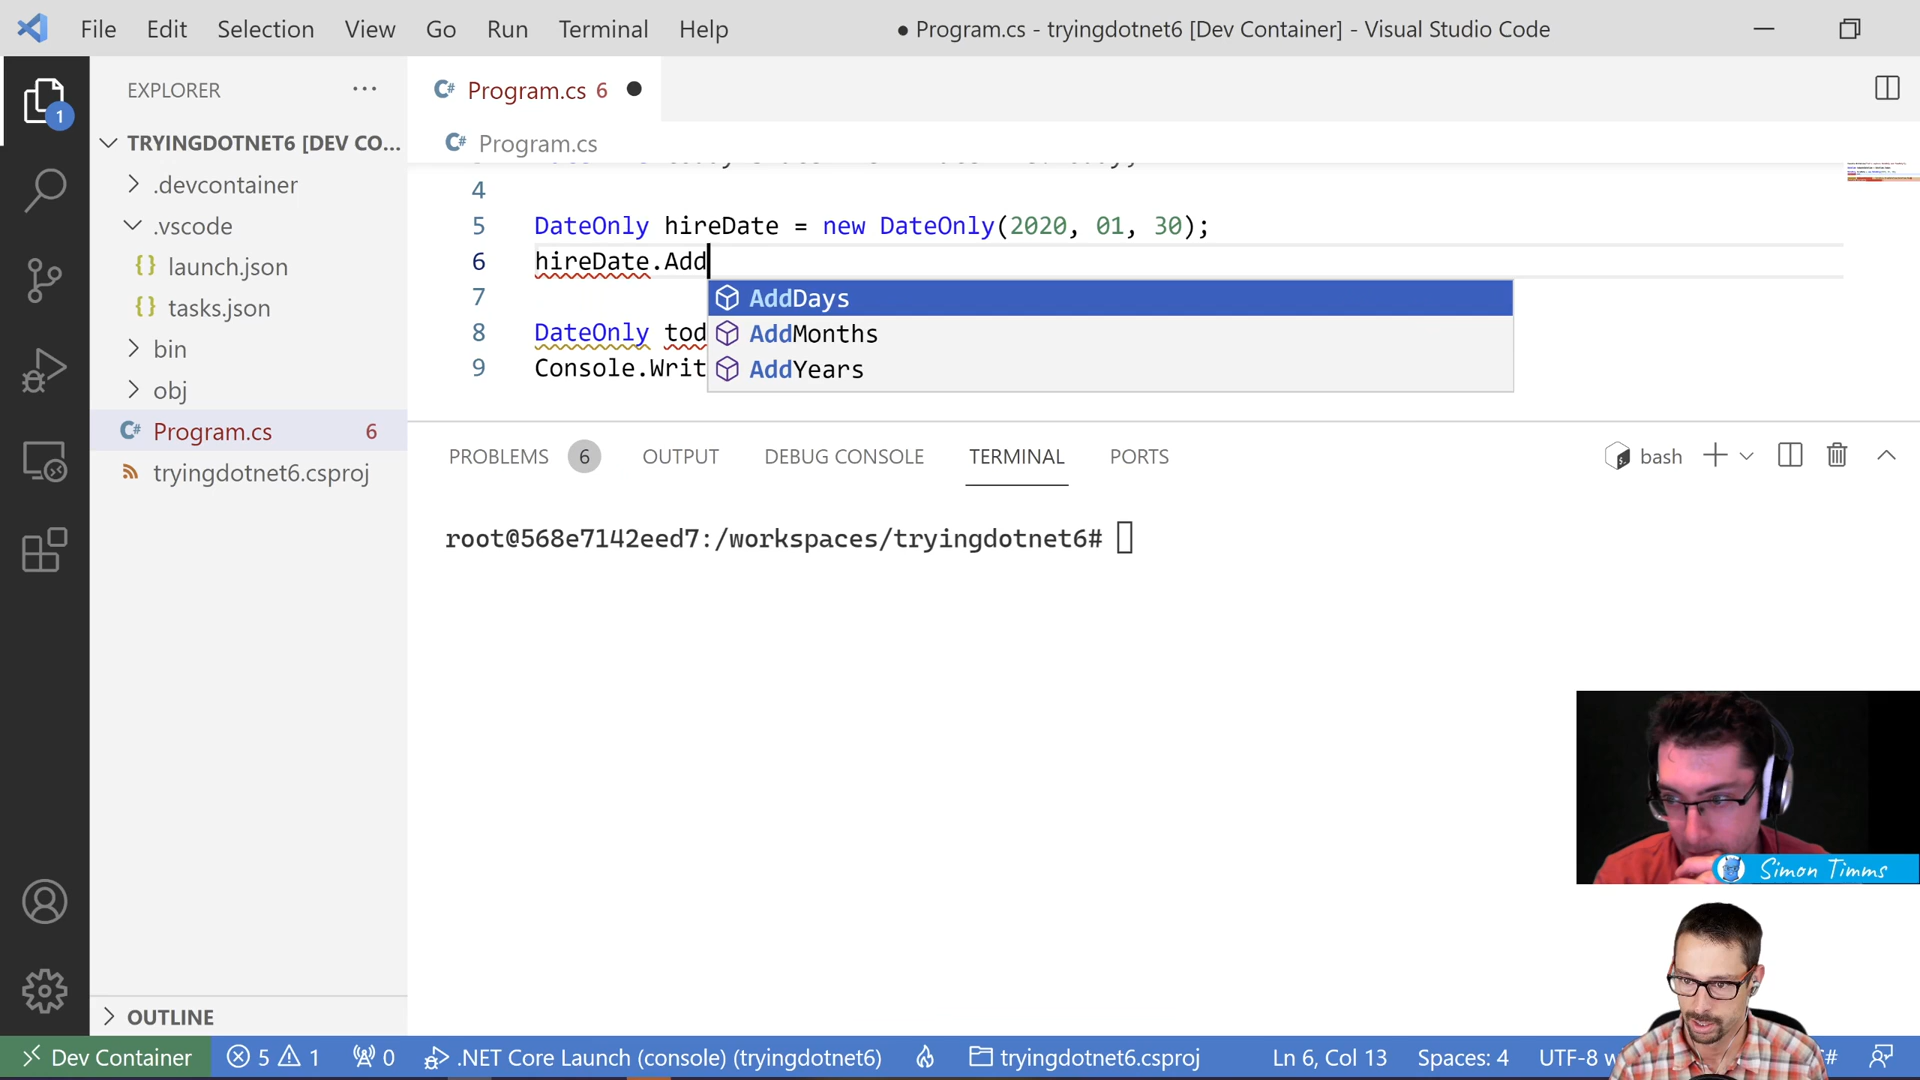 File Edit Selection View Go Run Terminal Help
● Program.cs - tryingdotnet6 [Dev Container] - Visual Studio Code
1
EXPLORER
TRYINGDOTNET6 [DEV CO...
.devcontainer
.vscode
{} launch.json
{} tasks.json
bin
obj
C# Program.cs 6
tryingdotnet6.csproj
OUTLINE
C# Program.cs 6 ●
C# Program.cs
4
5 DateOnly hireDate = new DateOnly(2020, 01, 30);
6 hireDate.Add
7
8 DateOnly tod
9 Console.Writ
AddDays
AddMonths
AddYears
PROBLEMS 6 OUTPUT DEBUG CONSOLE TERMINAL PORTS
bash
root@568e7142eed7:/workspaces/tryingdotnet6#
Simon Timms
Dev Container 5 1 0 .NET Core Launch (console) (tryingdotnet6) tryingdotnet6.csproj Ln 6, Col 13 Spaces: 4 UTF-8